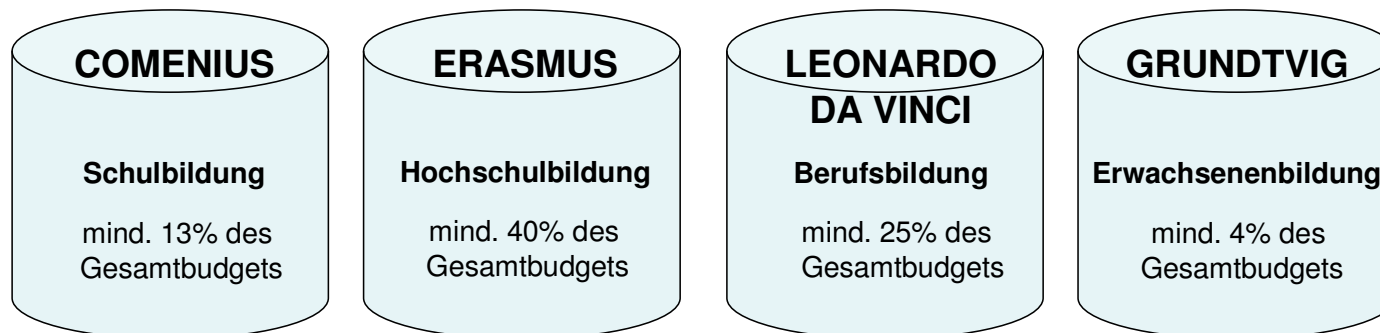 COMENIUS
Schulbildung
mind. 13% des
Gesamtbudgets
ERASMUS
Hochschulbildung
mind. 40% des
Gesamtbudgets
LEONARDO
DA VINCI
Berufsbildung
mind. 25% des
Gesamtbudgets
GRUNDTVIG
Erwachsenenbildung
mind. 4% des
Gesamtbudgets